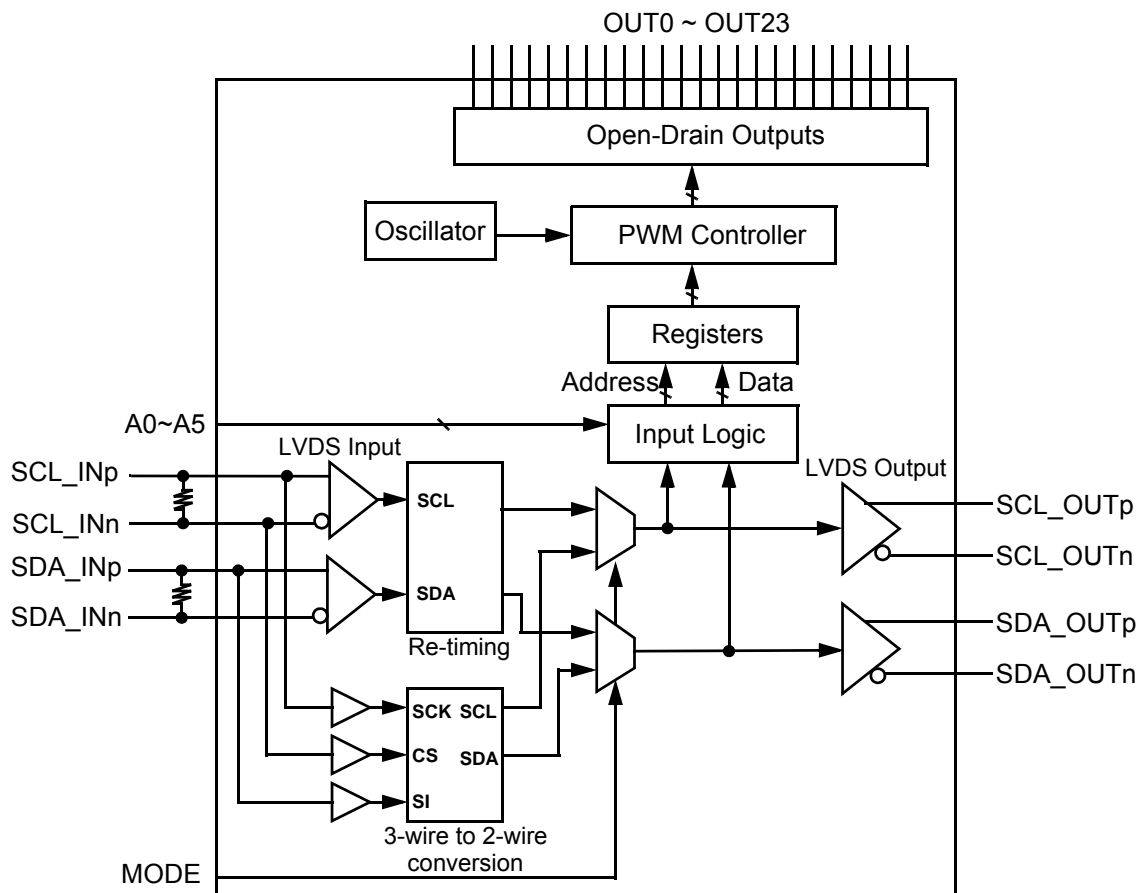 OUT0 ~ OUT23
Open-Drain Outputs
Oscillator
PWM Controller
Registers
Address
Data
A0~A5
Input Logic
LVDS Input
LVDS Output
SCL_INp
SCL_INn
SDA_INp
SDA_INn
SCL
SDA
Re-timing
SCL_OUTp
SCL_OUTn
SDA_OUTp
SDA_OUTn
SCK
SCL
CS
SDA
SI
3-wire to 2-wire
conversion
MODE